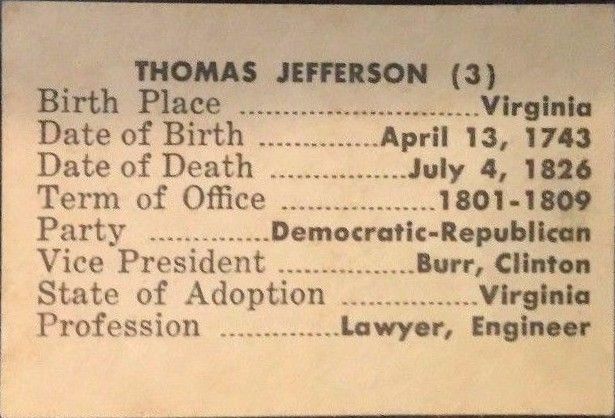 THOMAS JEFFERSON (3)
Birth Place ............................Virginia
Date of Birth ..............April 13, 1743
Date of Death ................July 4, 1826
Term of Office ..................1801-1809
Party ............Democratic-Republican
Vice President ................Burr, Clinton
State of Adoption ................Virginia
Profession ..............Lawyer, Engineer